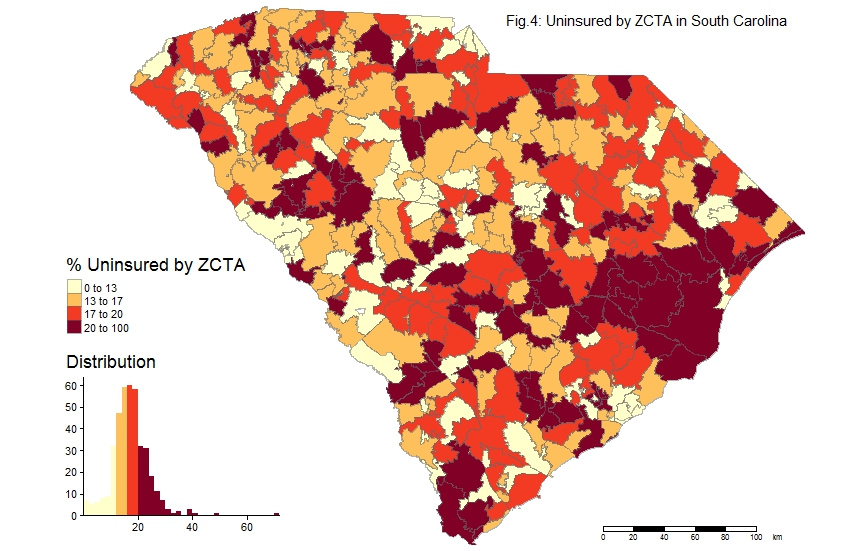 Fig.4: Uninsured by ZCTA in South Carolina
% Uninsured by ZCTA
0 to 13
13 to 17
17 to 20
20 to 100
Distribution
60
50
40
30
20
10
0
20 40 60
0 20 40 60 80 100 km